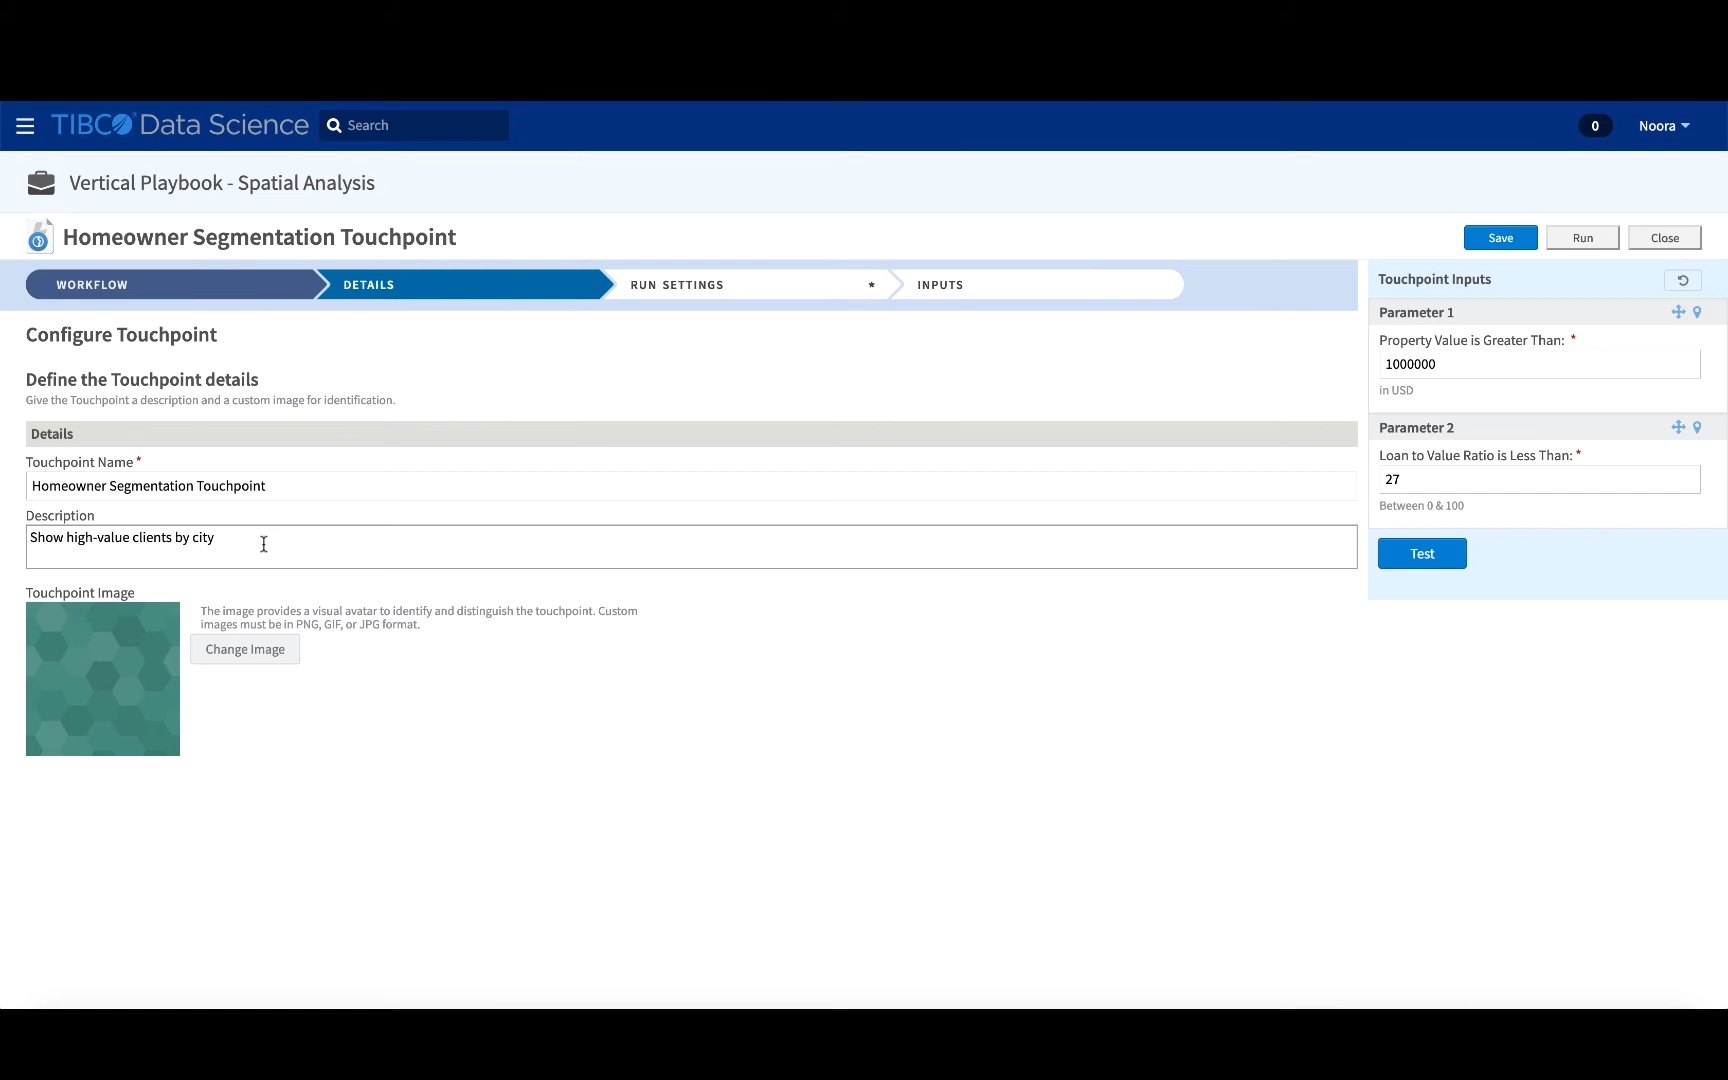 TIBCO Data Science
Search
0
Noora
Vertical Playbook - Spatial Analysis
Homeowner Segmentation Touchpoint
Save
Run
Close
WORKFLOW
DETAILS
RUN SETTINGS *
INPUTS
Configure Touchpoint
Define the Touchpoint details
Give the Touchpoint a description and a custom image for identification.
Details
Touchpoint Name *
Homeowner Segmentation Touchpoint
Description
Show high-value clients by city
Touchpoint Image
The image provides a visual avatar to identify and distinguish the touchpoint. Custom
images must be in PNG, GIF, or JPG format.
Change Image
Touchpoint Inputs
Parameter 1
Property Value is Greater Than: *
1000000
in USD
Parameter 2
Loan to Value Ratio is Less Than: *
27
Between 0 & 100
Test